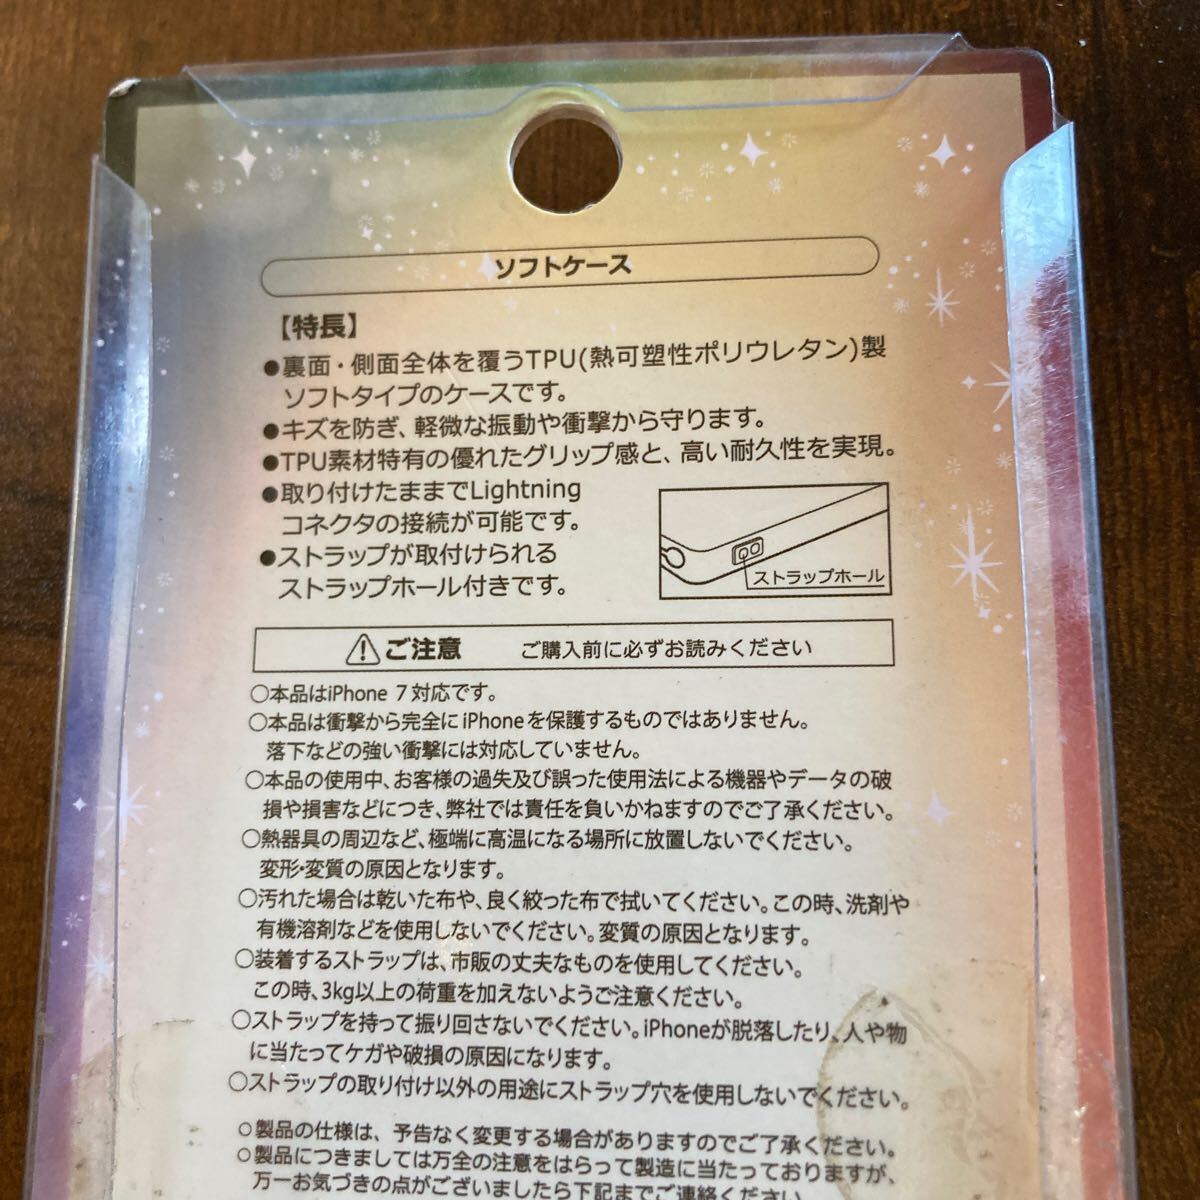 ソフトケース
【特長】
●裏面・側面全体を覆うTPU(熱可塑性ポリウレタン)製
ソフトタイプのケースです。
●キズを防ぎ、軽微な振動や衝撃から守ります。
●TPU素材特有の優れたグリップ感と、高い耐久性を実現。
●取り付けたままでLightning
コネクタの接続が可能です。
●ストラップが取付けられる
ストラップホール付きです。
ストラップホール
⚠ご注意 ご購入前に必ずお読みください
○本品はiPhone 7 対応です。
○本品は衝撃から完全にiPhoneを保護するものではありません。
落下などの強い衝撃には対応していません。
○本品の使用中、お客様の過失及び誤った使用法による機器やデータの破
損や損害などにつき、弊社では責任を負いかねますのでご了承ください。
○熱器具の周辺など、極端に高温になる場所に放置しないでください。
変形・変質の原因となります。
○汚れた場合は乾いた布や、良く絞った布で拭いてください。この時、洗剤や
有機溶剤などを使用しないでください。変質の原因となります。
○装着するストラップは、市販の丈夫なものを使用してください。
この時、3kg以上の荷重を加えないようご注意ください。
○ストラップを持って振り回さないでください。iPhoneが脱落したり、人や物
に当たってケガや破損の原因になります。
○ストラップの取り付け以外の用途にストラップ穴を使用しないでください。
○製品の仕様は、予告なく変更する場合がありますのでご了承ください。
○製品につきましては万全の注意をはらって製造に当たっておりますが、
万一お気づきの点がございましたら下記までご連絡ください